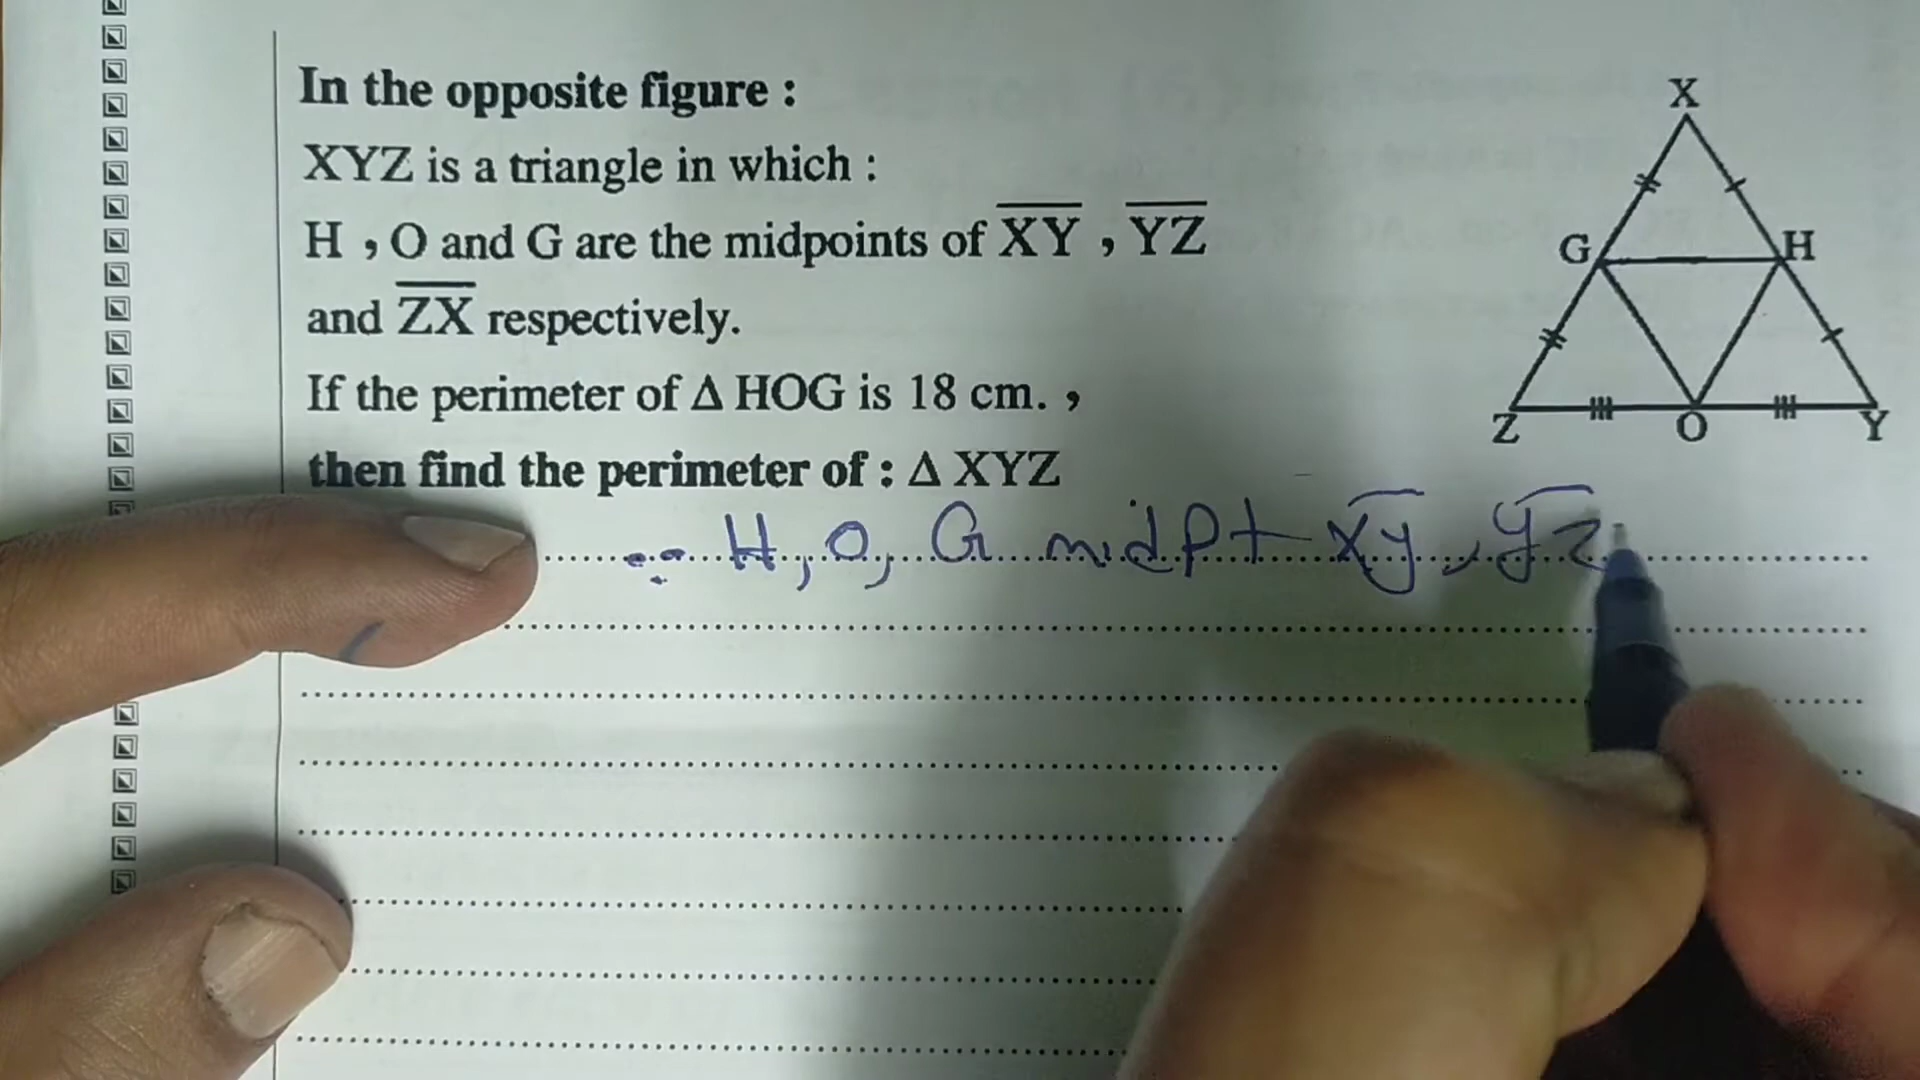 In the opposite figure :
XYZ is a triangle in which :
H , O and G are the midpoints of XY , YZ
and ZX respectively.
If the perimeter of Δ HOG is 18 cm. ,
then find the perimeter of : Δ XYZ
∵ H, O, G midpt xy, yz
X
G
H
Z
O
Y